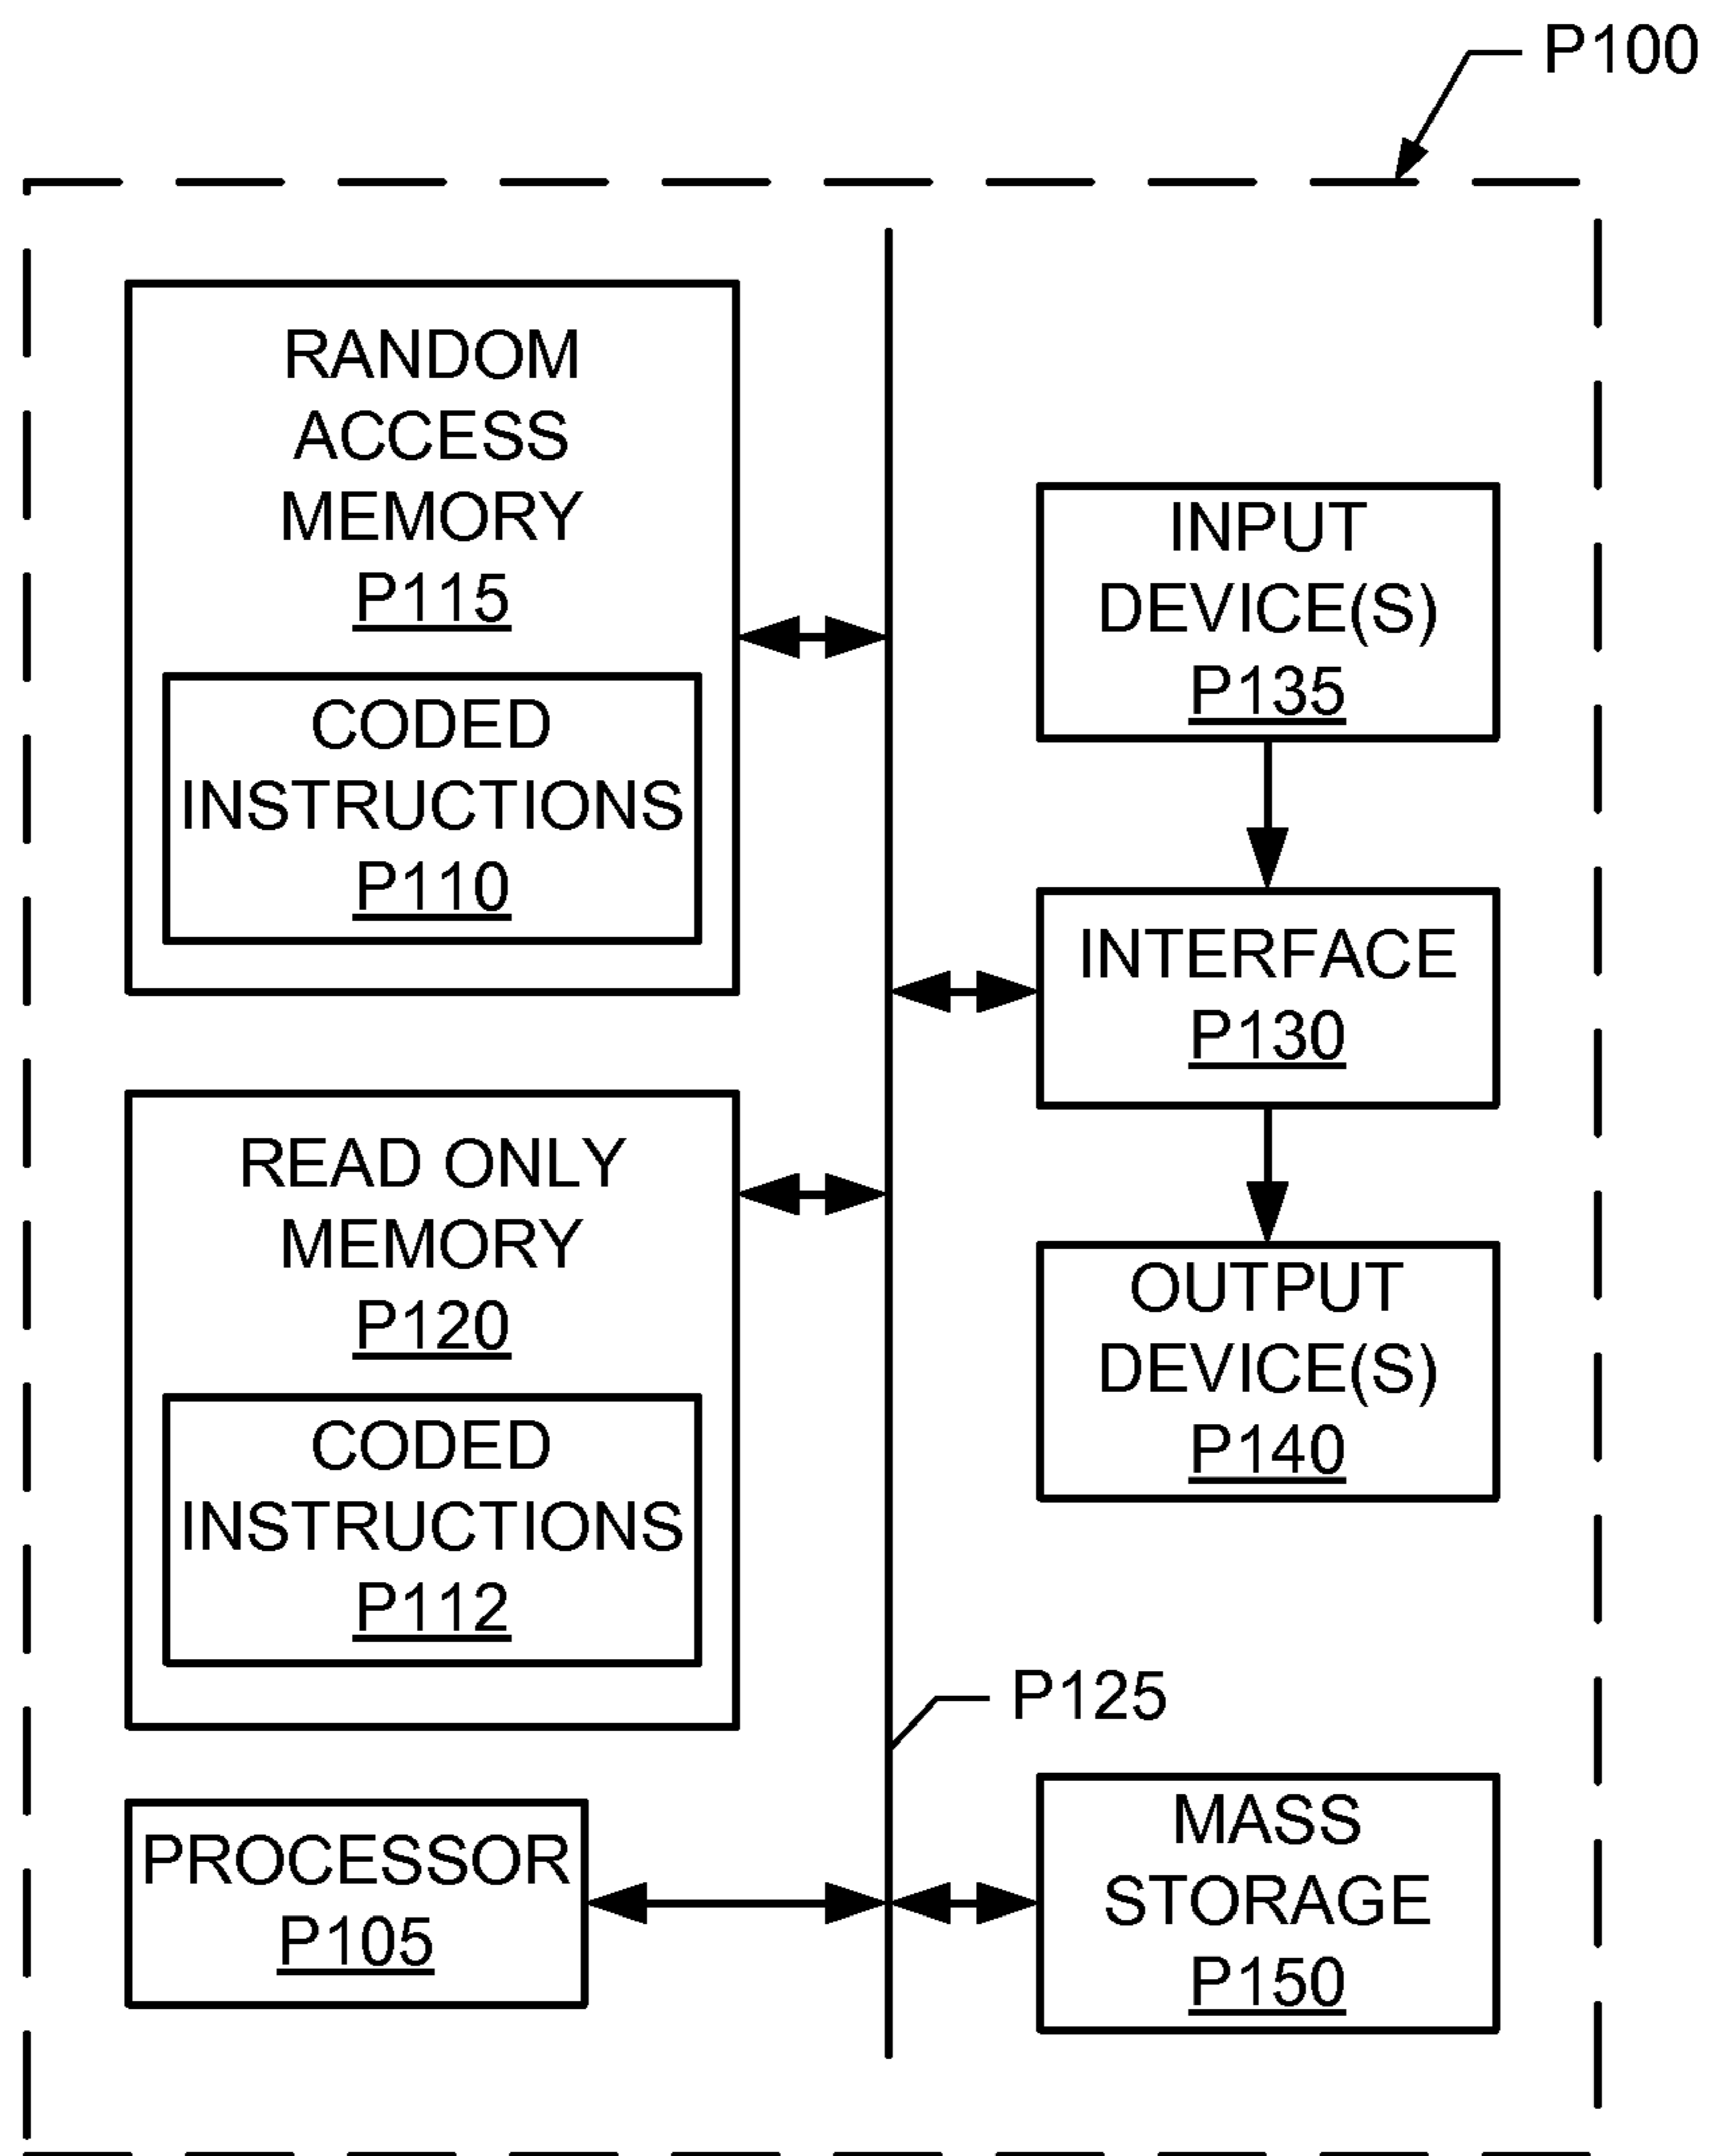 P100
RANDOM
ACCESS
MEMORY
P115
CODED
INSTRUCTIONS
P110
READ ONLY
MEMORY
P120
CODED
INSTRUCTIONS
P112
PROCESSOR
P105
INPUT
DEVICE(S)
P135
INTERFACE
P130
OUTPUT
DEVICE(S)
P140
P125
MASS
STORAGE
P150